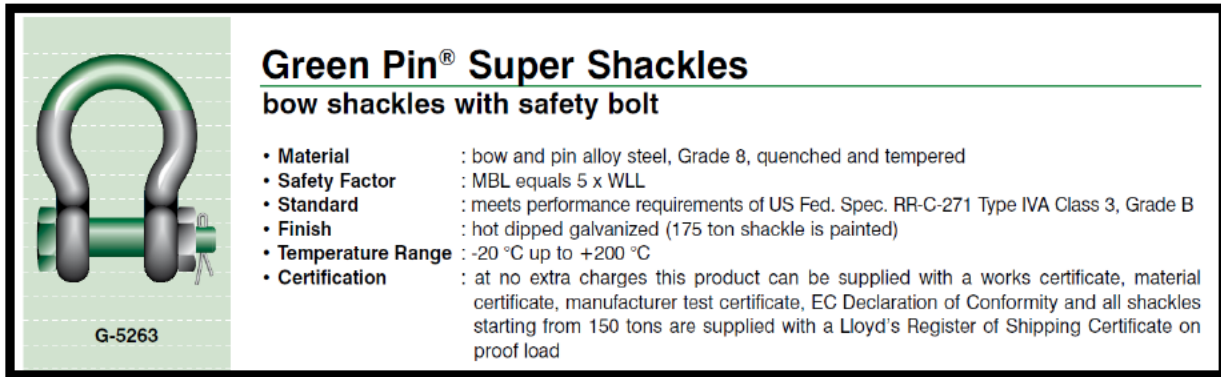 Green Pin® Super Shackles
bow shackles with safety bolt
• Material : bow and pin alloy steel, Grade 8, quenched and tempered
• Safety Factor : MBL equals 5 x WLL
• Standard : meets performance requirements of US Fed. Spec. RR-C-271 Type IVA Class 3, Grade B
• Finish : hot dipped galvanized (175 ton shackle is painted)
• Temperature Range : -20 °C up to +200 °C
• Certification : at no extra charges this product can be supplied with a works certificate, material
certificate, manufacturer test certificate, EC Declaration of Conformity and all shackles
starting from 150 tons are supplied with a Lloyd's Register of Shipping Certificate on
proof load
G-5263